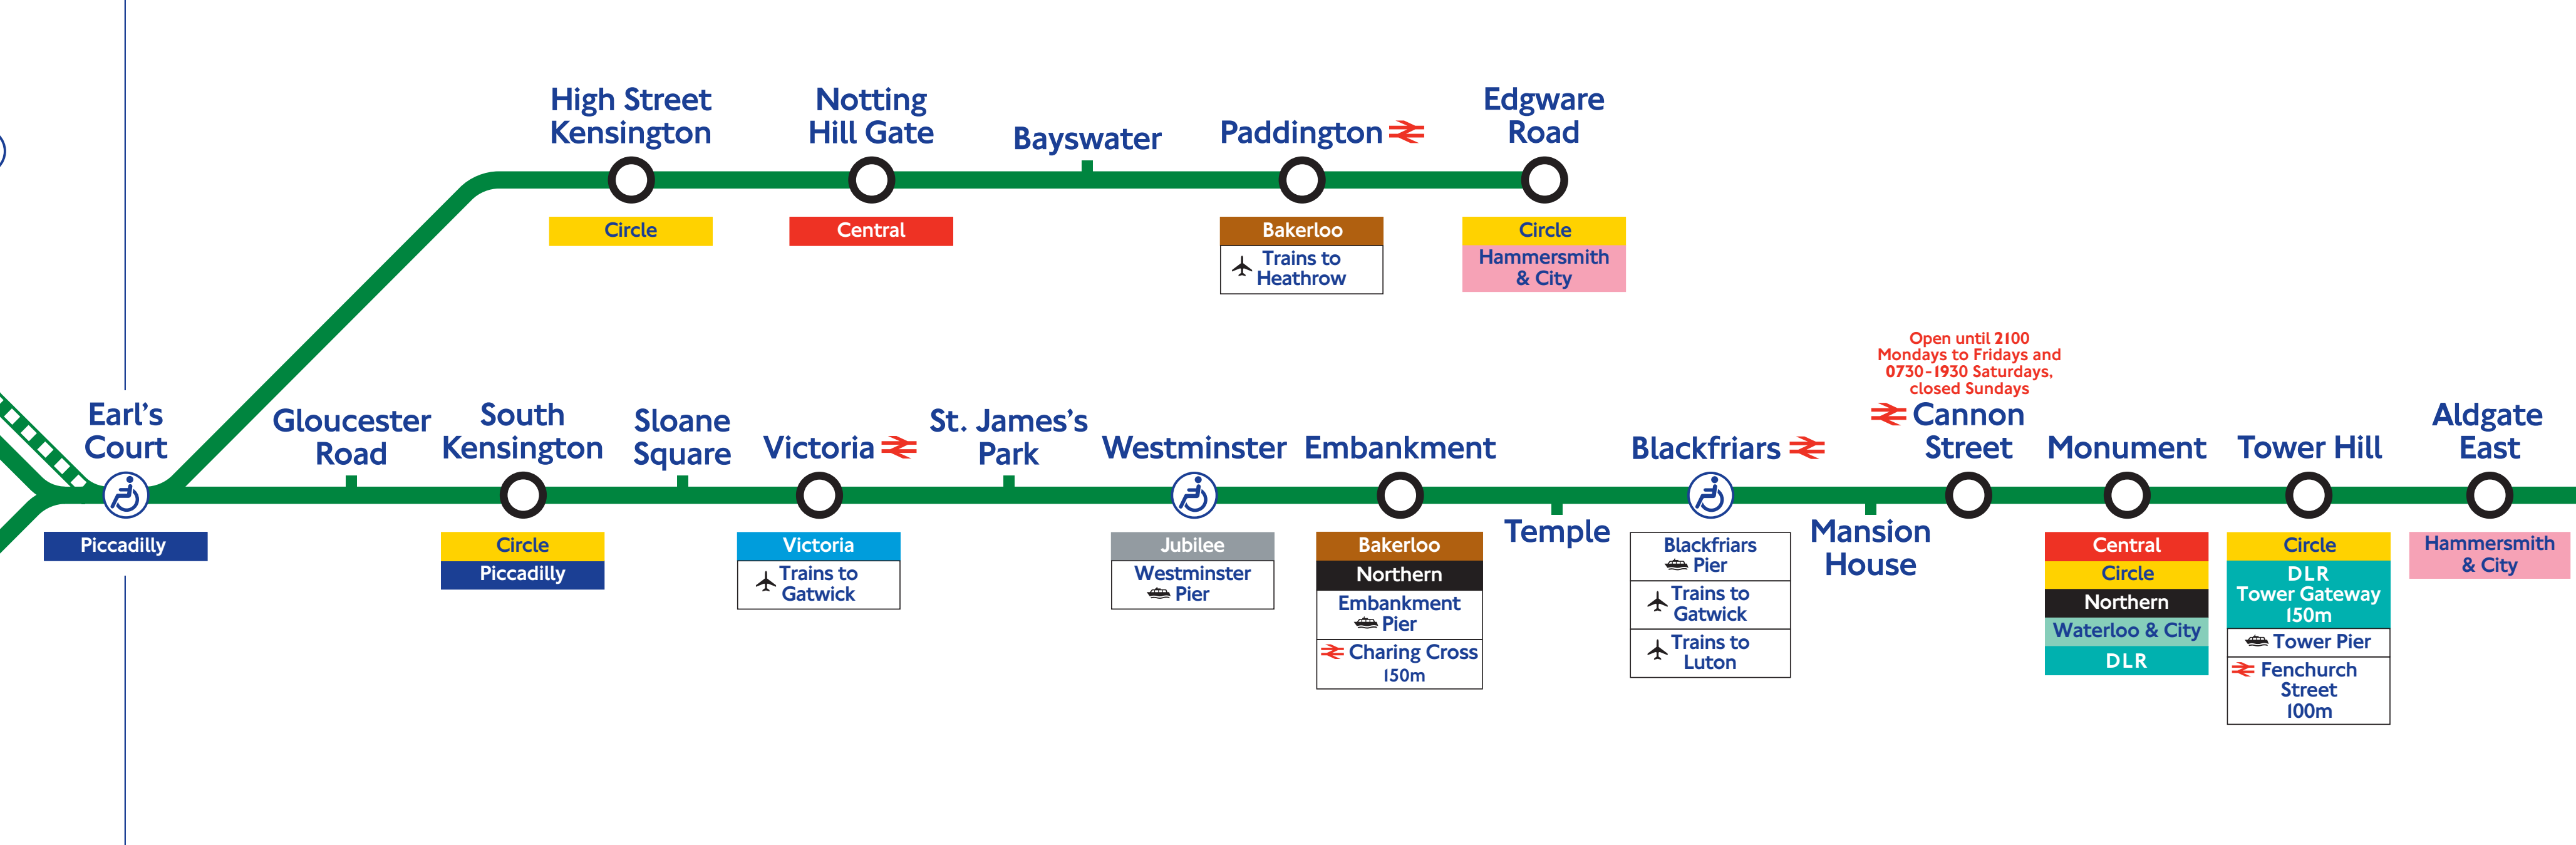 High Street
Kensington
Circle
Notting
Hill Gate
Central
Bayswater
Paddington
Bakerloo
Trains to
Heathrow
Edgware
Road
Circle
Hammersmith
& City
Earl's
Court
Piccadilly
Gloucester
Road
South
Kensington
Circle
Piccadilly
Sloane
Square
Victoria
Victoria
Trains to
Gatwick
St. James's
Park
Westminster
Jubilee
Westminster
Pier
Embankment
Bakerloo
Northern
Embankment
Pier
Charing Cross
150m
Temple
Blackfriars
Blackfriars
Pier
Trains to
Gatwick
Trains to
Luton
Mansion
House
Open until 2100
Mondays to Fridays and
0730-1930 Saturdays,
closed Sundays
Cannon
Street
Monument
Central
Circle
Northern
Waterloo & City
DLR
Tower Hill
Circle
DLR
Tower Gateway
150m
Tower Pier
Fenchurch
Street
100m
Aldgate
East
Hammersmith
& City